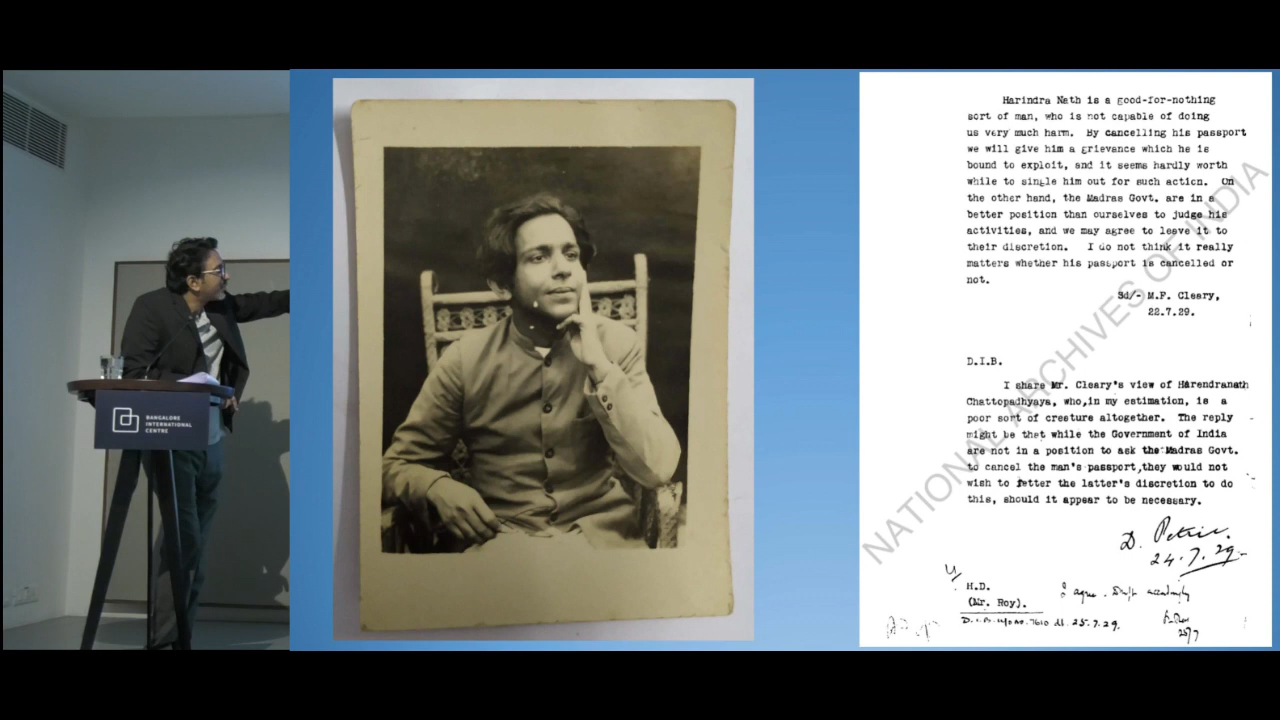 BANGALORE
INTERNATIONAL
CENTRE
Harindra Nath is a good-for-nothing
sort of man, who is not capable of doing
us very much harm. By cancelling his passport
we will give him a grievance which he is
bound to exploit, and it seems hardly worth
while to single him out for such action. On
the other hand, the Madras Govt. are in a
better position than ourselves to judge his
activities, and we may agree to leave it to
their discretion. I do not think it really
matters whether his passport is cancelled or
not.
Sd/- M.F. Cleary,
22.7.29.
D.I.B.
I share Mr. Cleary's view of Harendranath
Chattopadhyaya, who,in my estimation, is a
poor sort of creature altogether. The reply
might be that while the Government of India
are not in a position to ask the Madras Govt.
to cancel the man's passport,they would not
wish to fetter the latter's discretion to do
this, should it appear to be necessary.
D. Petrie.
24.7.29.
H.D.
(Mr. Roy).
D.I.B. u/o no. 7610 dt. 25.7.29.
I agree. Draft accordingly
25/7
NATIONAL ARCHIVES OF INDIA